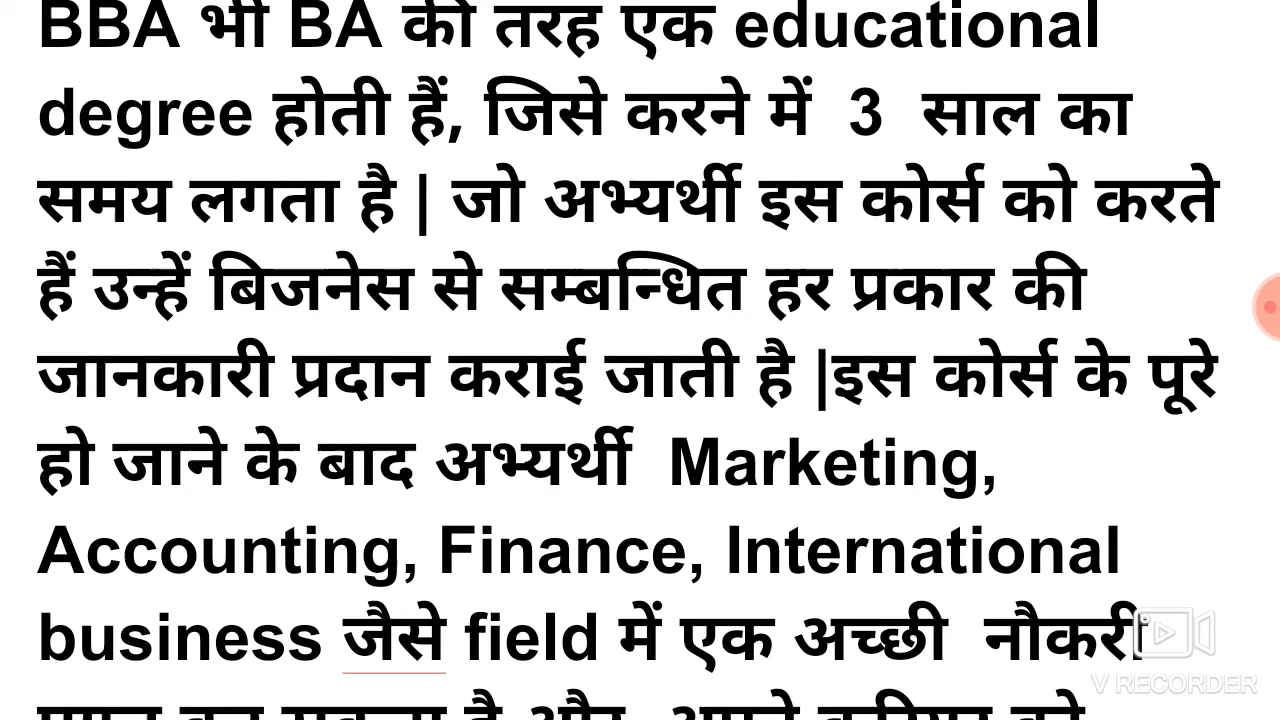 BBA भी BA की तरह एक educational
degree होती हैं, जिसे करने में 3 साल का
समय लगता है | जो अभ्यर्थी इस कोर्स को करते
हैं उन्हें बिजनेस से सम्बन्धित हर प्रकार की
जानकारी प्रदान कराई जाती है |इस कोर्स के पूरे
हो जाने के बाद अभ्यर्थी Marketing,
Accounting, Finance, International
business जैसे field में एक अच्छी नौकरी
V RECORDER